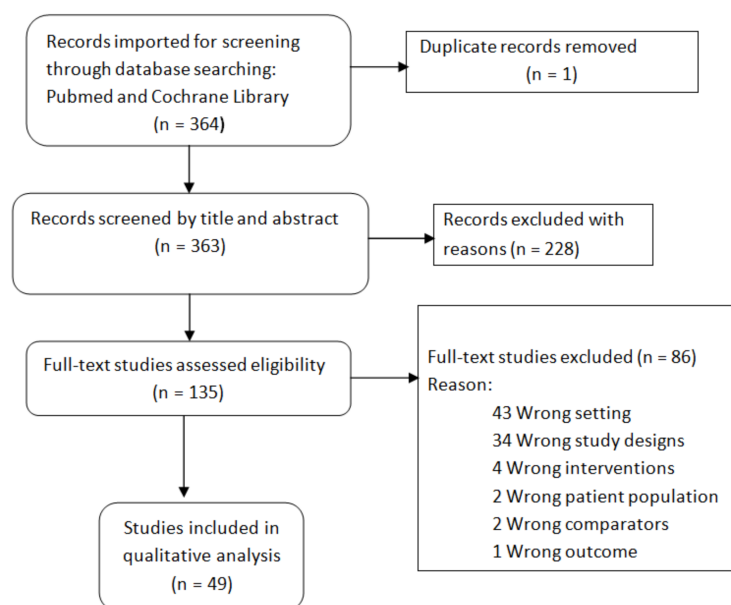 Records imported for screening
through database searching:
Pubmed and Cochrane Library
(n = 364)
Duplicate records removed
(n = 1)
Records screened by title and abstract
(n = 363)
Records excluded with
reasons (n = 228)
Full-text studies assessed eligibility
(n = 135)
Full-text studies excluded (n = 86)
Reason:
43 Wrong setting
34 Wrong study designs
4 Wrong interventions
2 Wrong patient population
2 Wrong comparators
1 Wrong outcome
Studies included in
qualitative analysis
(n = 49)